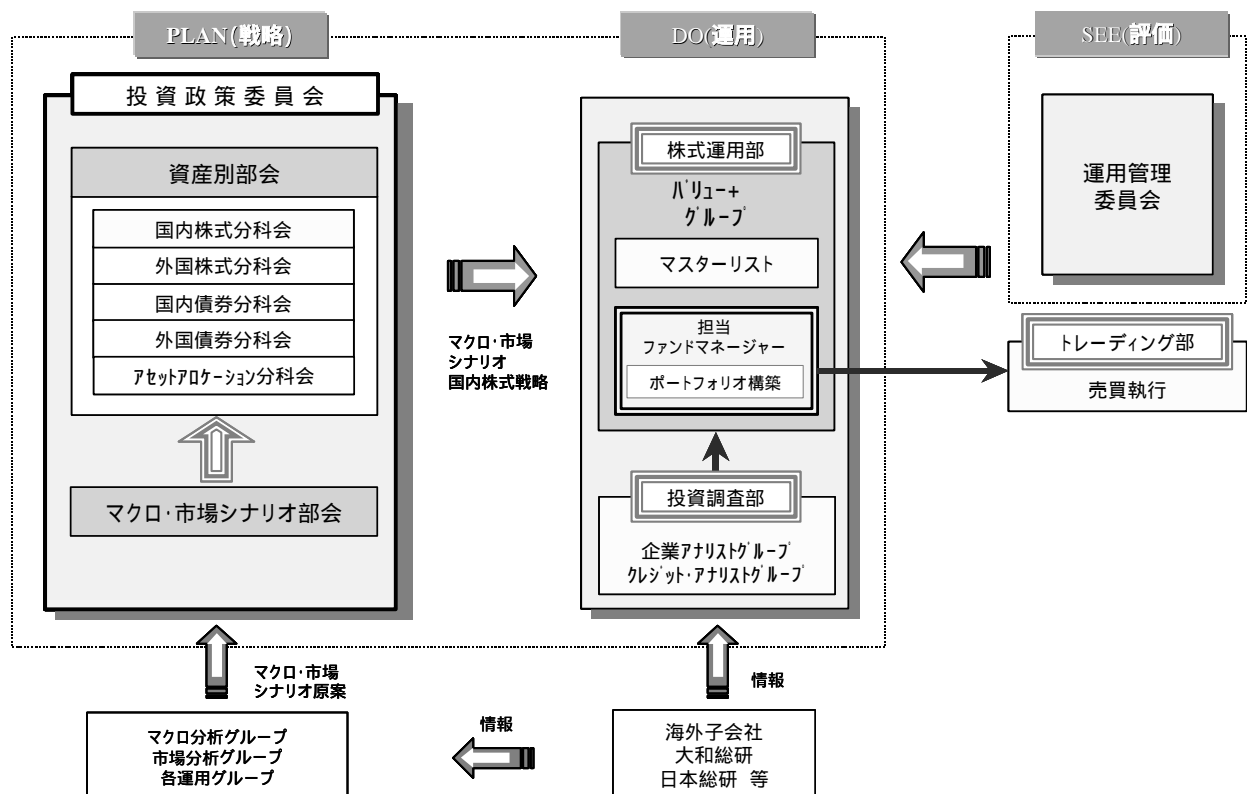 PLAN(戦略)
投資政策委員会
資産別部会
国内株式分科会
外国株式分科会
国内債券分科会
外国債券分科会
ｱｾｯﾄｱﾛｹｰｼｮﾝ分科会
マクロ･市場シナリオ部会
マクロ･市場
シナリオ
国内株式戦略
DO(運用)
株式運用部
ﾊﾞﾘｭｰ+
ｸﾞﾙｰﾌﾟ
マスターリスト
担当
ファンドマネージャー
ポートフォリオ構築
投資調査部
企業ｱﾅﾘｽﾄｸﾞﾙｰﾌﾟ
ｸﾚｼﾞｯﾄ･ｱﾅﾘｽﾄｸﾞﾙｰﾌﾟ
SEE(評価)
運用管理
委員会
トレーディング部
売買執行
マクロ･市場
シナリオ原案
マクロ分析グループ
市場分析グループ
各運用グループ
情報
情報
海外子会社
大和総研
日本総研 等